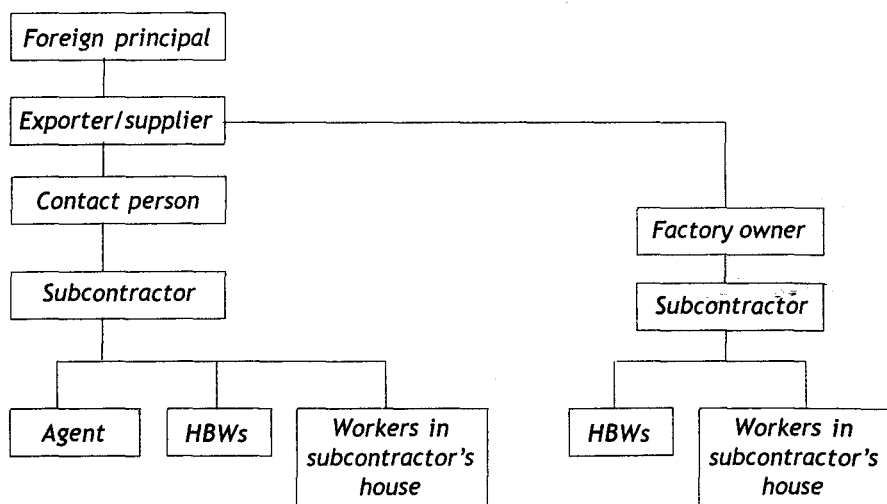 Foreign principal
Exporter/supplier
Contact person
Factory owner
Subcontractor
Subcontractor
Agent
HBWs
Workers in
subcontractor's
house
HBWs
Workers in
subcontractor's
house